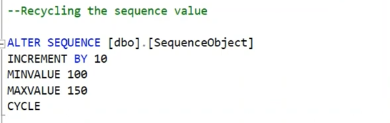 --Recycling the sequence value
ALTER SEQUENCE [dbo].[SequenceObject]
INCREMENT BY 10
MINVALUE 100
MAXVALUE 150
CYCLE